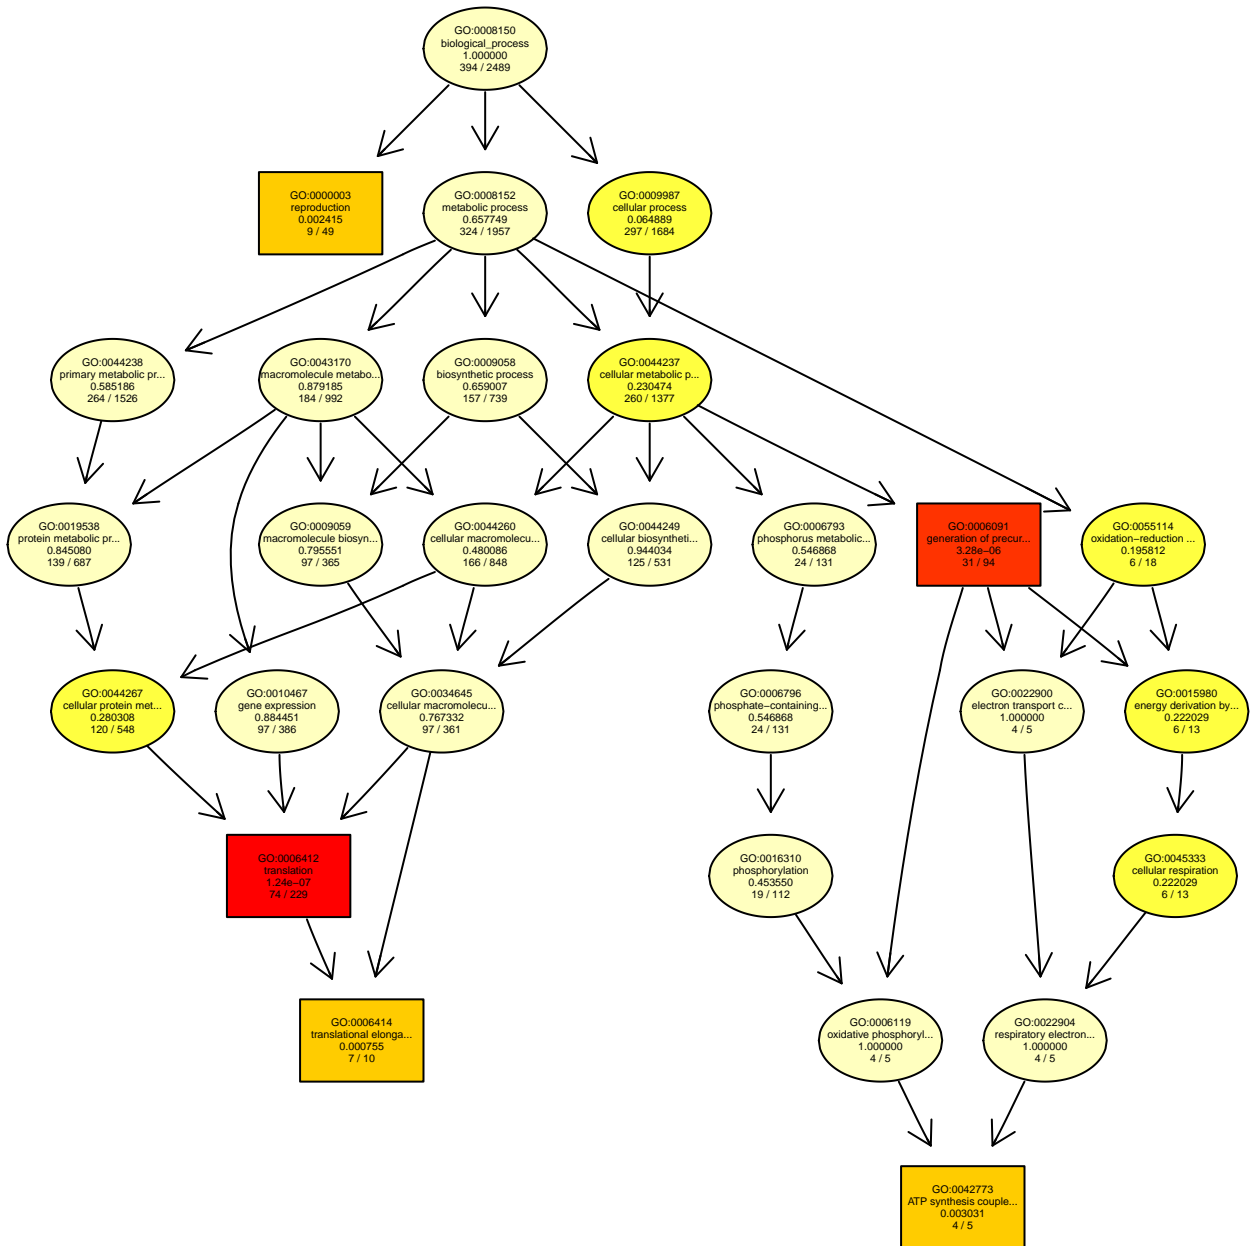 GO:0008150
biological_process
1.000000
394 / 2489
GO:0000003
reproduction
0.002415
9 / 49
GO:0008152
metabolic process
0.657749
324 / 1957
GO:0009987
cellular process
0.064889
297 / 1684
GO:0044238
primary metabolic pr...
0.585186
264 / 1526
GO:0043170
macromolecule metabo...
0.879185
184 / 992
GO:0009058
biosynthetic process
0.659007
157 / 739
GO:0044237
cellular metabolic p...
0.230474
260 / 1377
GO:0019538
protein metabolic pr...
0.845080
139 / 687
GO:0009059
macromolecule biosyn...
0.795551
97 / 365
GO:0044260
cellular macromolecu...
0.480086
166 / 848
GO:0044249
cellular biosyntheti...
0.944034
125 / 531
GO:0006793
phosphorus metabolic...
0.546868
24 / 131
GO:0006091
generation of precur...
3.28e−06
31 / 94
GO:0055114
oxidation−reduction ...
0.195812
6 / 18
GO:0044267
cellular protein met...
0.280308
120 / 548
GO:0010467
gene expression
0.884451
97 / 386
GO:0034645
cellular macromolecu...
0.767332
97 / 361
GO:0006796
phosphate−containing...
0.546868
24 / 131
GO:0022900
electron transport c...
1.000000
4 / 5
GO:0015980
energy derivation by...
0.222029
6 / 13
GO:0006412
translation
1.24e−07
74 / 229
GO:0016310
phosphorylation
0.453550
19 / 112
GO:0045333
cellular respiration
0.222029
6 / 13
GO:0006414
translational elonga...
0.000755
7 / 10
GO:0006119
oxidative phosphoryl...
1.000000
4 / 5
GO:0022904
respiratory electron...
1.000000
4 / 5
GO:0042773
ATP synthesis couple...
0.003031
4 / 5